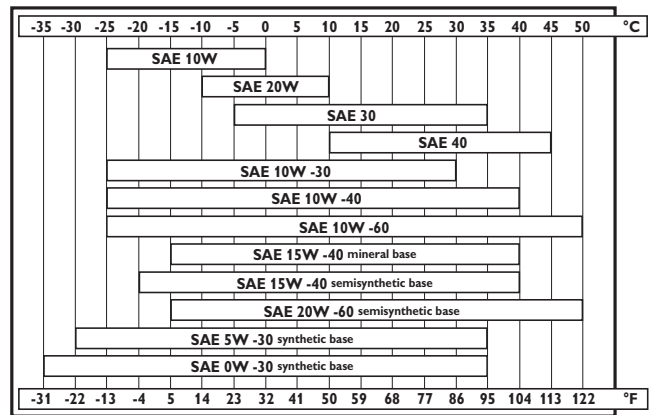 -35 -30 -25 -20 -15 -10 -5 0 5 10 15 20 25 30 35 40 45 50 °C
SAE 10W
SAE 20W
SAE 30
SAE 40
SAE 10W -30
SAE 10W -40
SAE 10W -60
SAE 15W -40 mineral base
SAE 15W -40 semisynthetic base
SAE 20W -60 semisynthetic base
SAE 5W -30 synthetic base
SAE 0W -30 synthetic base
-31 -22 -13 -4 5 14 23 32 41 50 59 68 77 86 95 104 113 122 °F